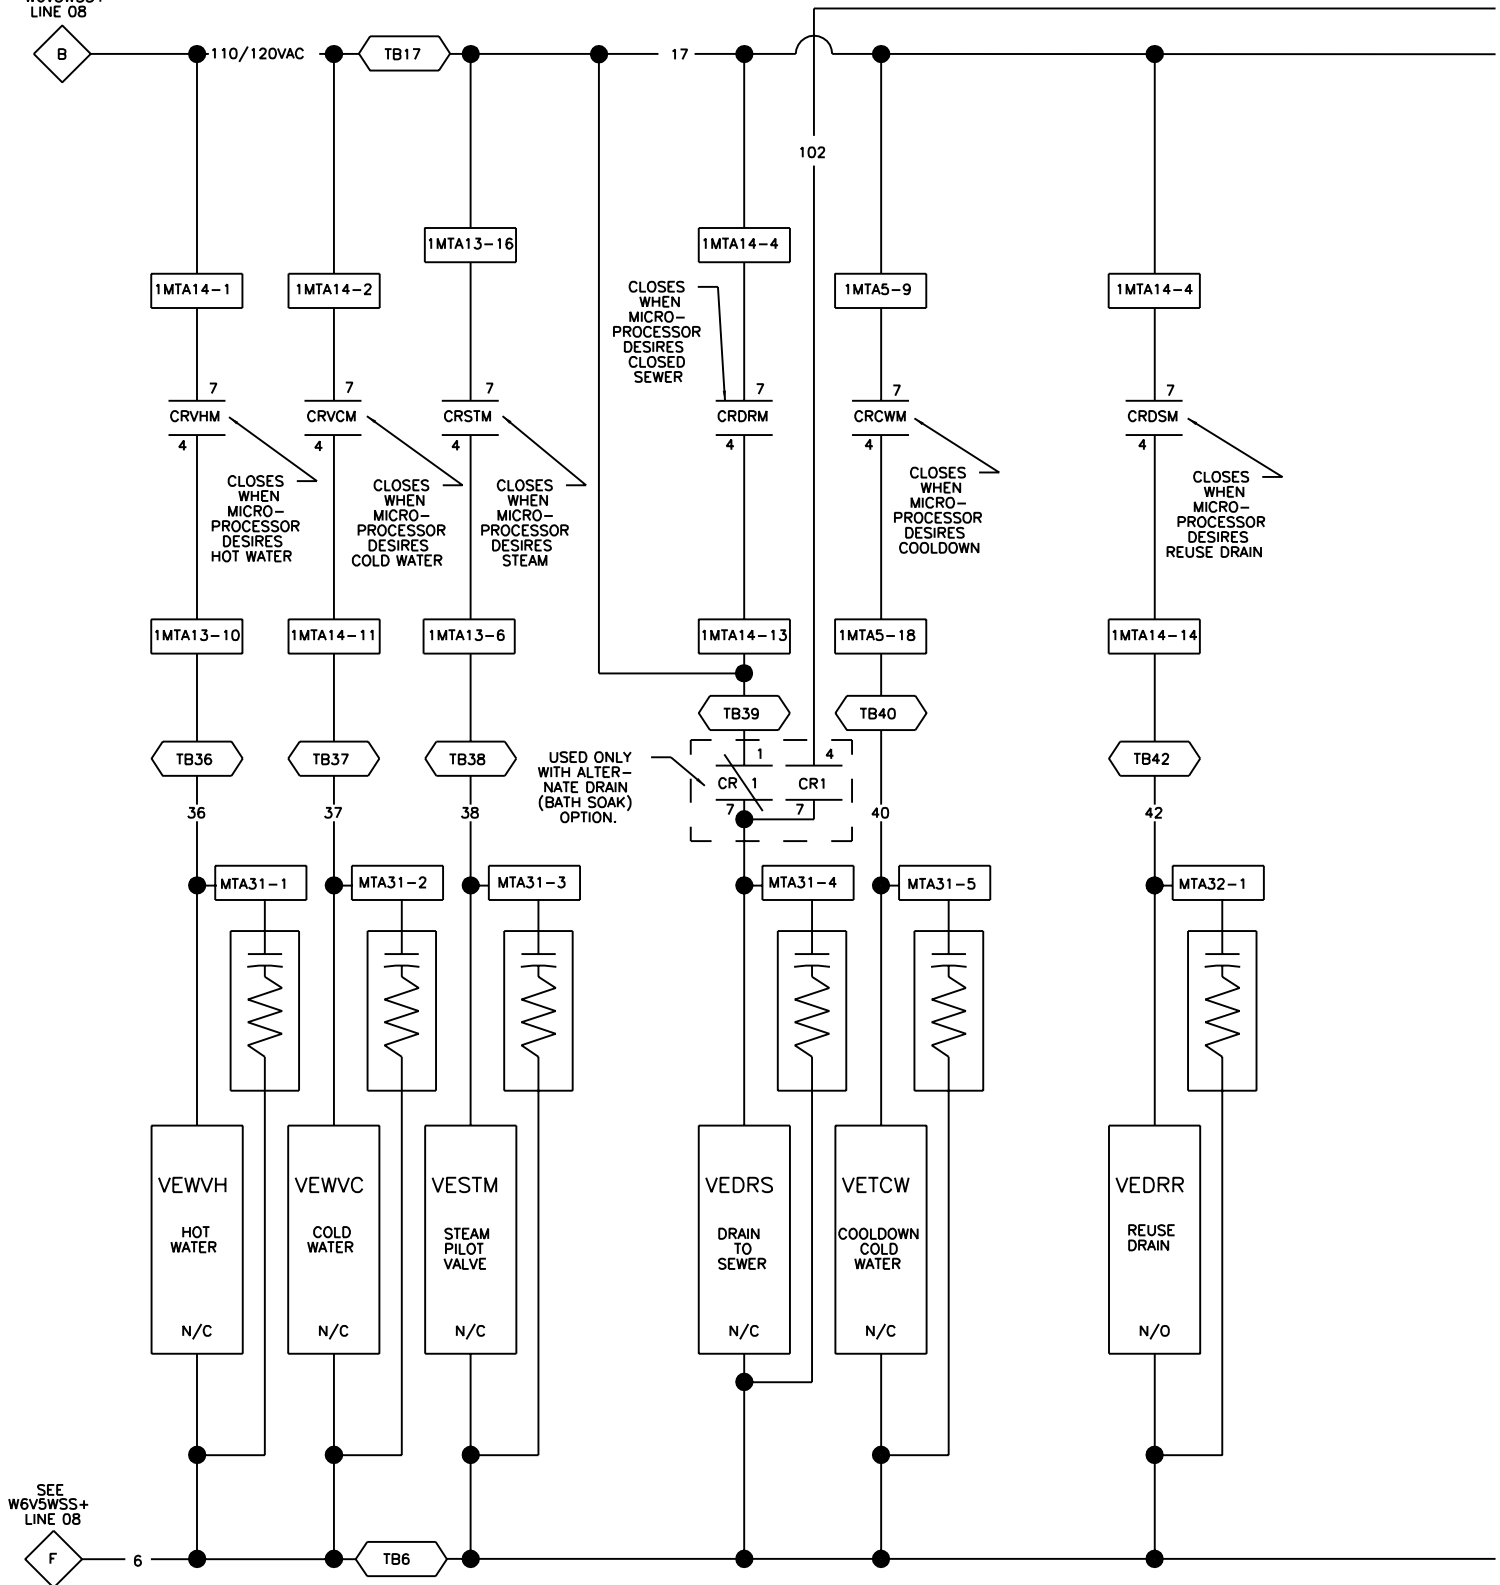 LINE 08
B
110/120VAC
TB17
17
102
1MTA13-16
1MTA14-4
1MTA14-1
1MTA14-2
1MTA5-9
1MTA14-4
CLOSES
WHEN
MICRO-
PROCESSOR
DESIRES
CLOSED
SEWER
7
CRVHM
4
7
CRVCM
4
7
CRSTM
4
7
CRDRM
4
7
CRCWM
4
7
CRDSM
4
CLOSES
WHEN
MICRO-
PROCESSOR
DESIRES
HOT WATER
CLOSES
WHEN
MICRO-
PROCESSOR
DESIRES
COLD WATER
CLOSES
WHEN
MICRO-
PROCESSOR
DESIRES
STEAM
CLOSES
WHEN
MICRO-
PROCESSOR
DESIRES
COOLDOWN
CLOSES
WHEN
MICRO-
PROCESSOR
DESIRES
REUSE DRAIN
1MTA13-10
1MTA14-11
1MTA13-6
1MTA14-13
1MTA5-18
1MTA14-14
TB39
TB40
TB36
TB37
TB38
TB42
USED ONLY
WITH ALTER-
NATE DRAIN
(BATH SOAK)
OPTION.
1
CR 1
7
4
CR1
7
36
37
38
40
42
MTA31-1
MTA31-2
MTA31-3
MTA31-4
MTA31-5
MTA32-1
VEWVH
HOT
WATER
N/C
VEWVC
COLD
WATER
N/C
VESTM
STEAM
PILOT
VALVE
N/C
VEDRS
DRAIN
TO
SEWER
N/C
VETCW
COOLDOWN
COLD
WATER
N/C
VEDRR
REUSE
DRAIN
N/O
SEE
W6V5WSS+
LINE 08
F
6
TB6